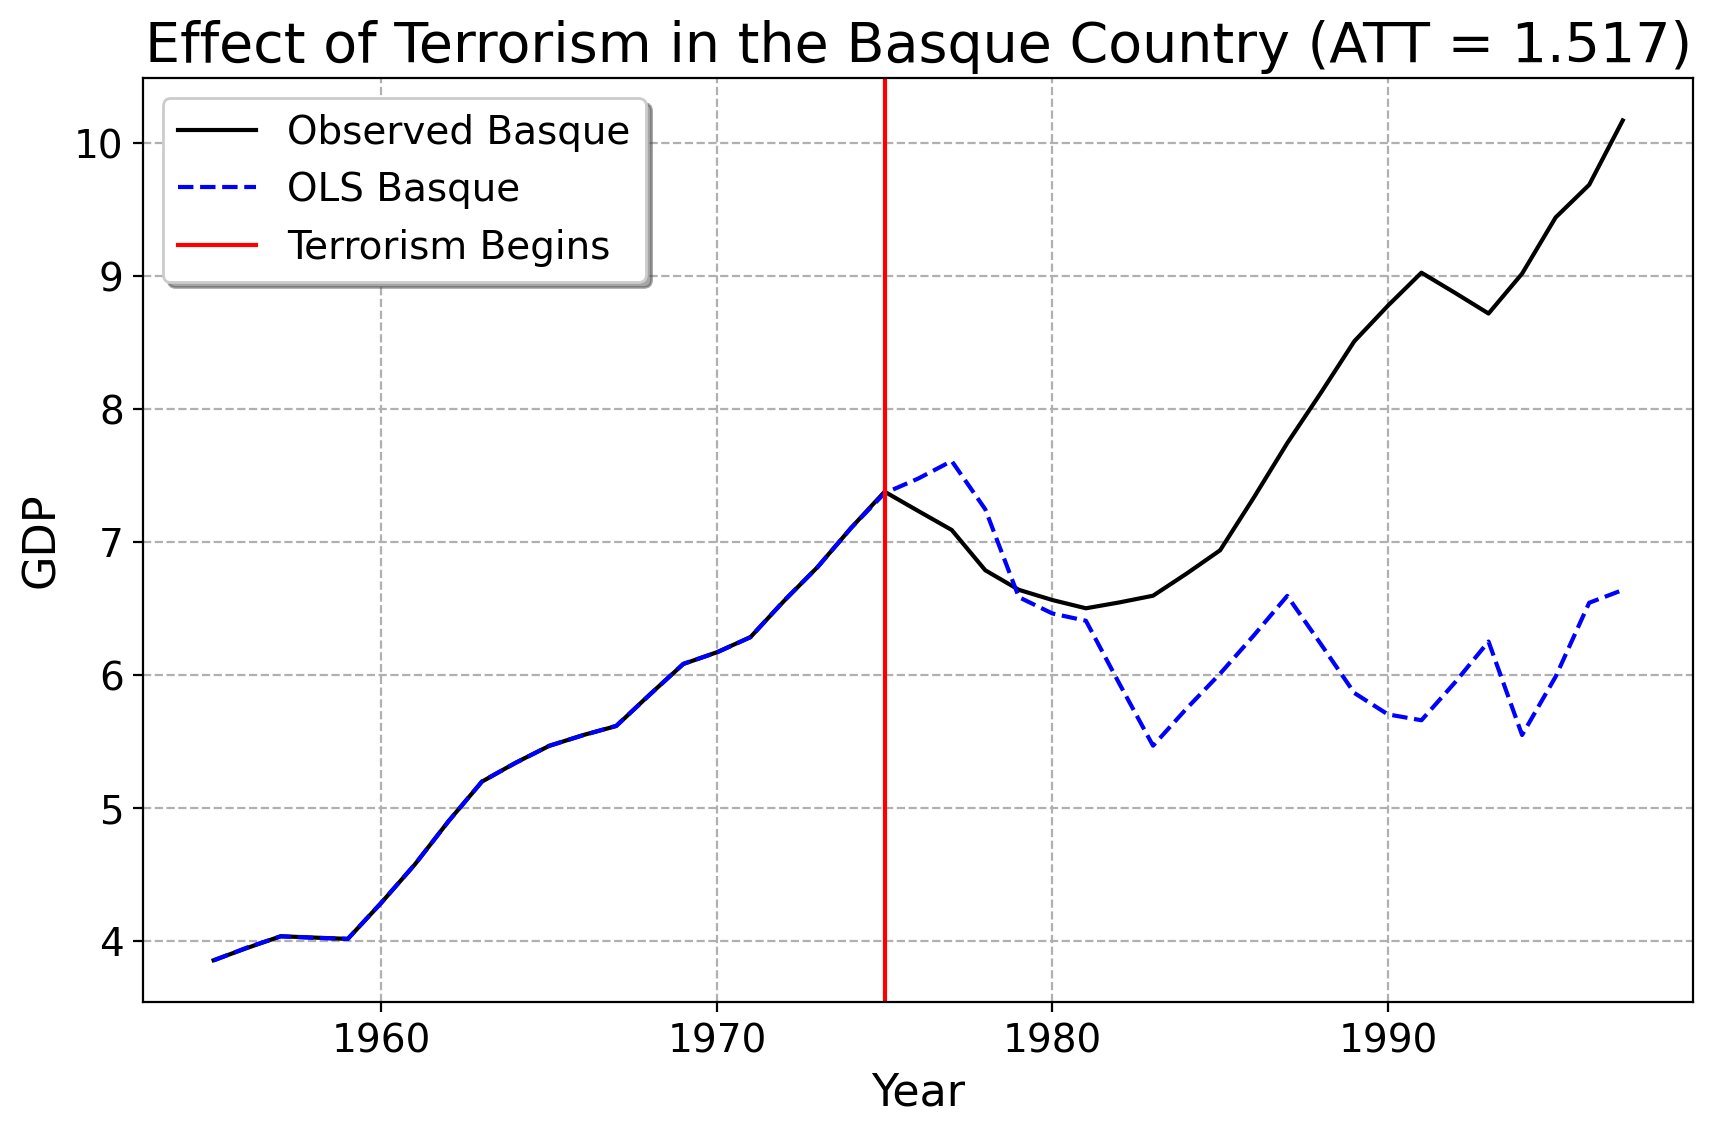 Effect of Terrorism in the Basque Country (ATT = 1.517)
Observed Basque
OLS Basque
Terrorism Begins
10
9
8
7
6
5
4
GDP
1960 1970 1980 1990
Year